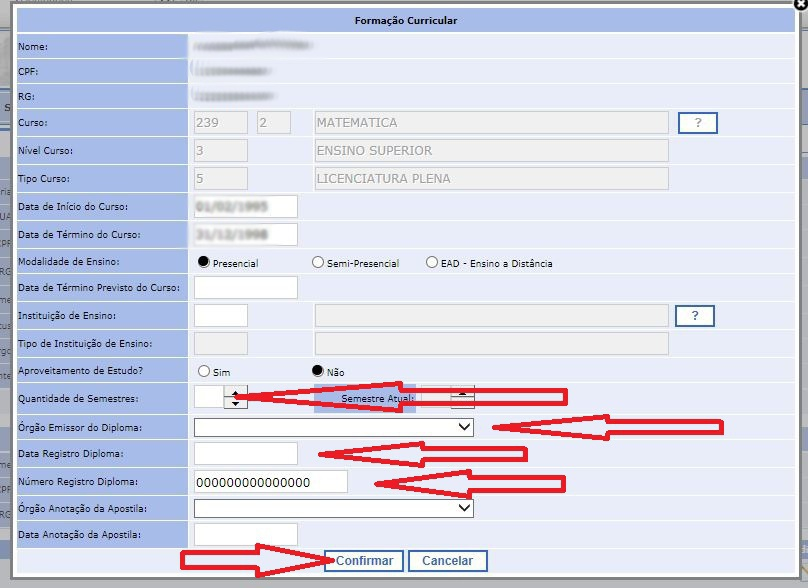 Formação Curricular
Nome:
CPF:
RG:
Curso: 239 2 MATEMATICA ?
Nível Curso: 3 ENSINO SUPERIOR
Tipo Curso: 5 LICENCIATURA PLENA
Data de Início do Curso: 01/02/1995
Data de Término do Curso: 31/12/1998
Modalidade de Ensino: Presencial Semi-Presencial EAD - Ensino a Distância
Data de Término Previsto do Curso:
Instituição de Ensino: ?
Tipo de Instituição de Ensino:
Aproveitamento de Estudo? Sim Não
Quantidade de Semestres: Semestre Atual:
Órgão Emissor do Diploma:
Data Registro Diploma:
Número Registro Diploma: 000000000000000
Órgão Anotação da Apostila:
Data Anotação da Apostila:
Confirmar Cancelar